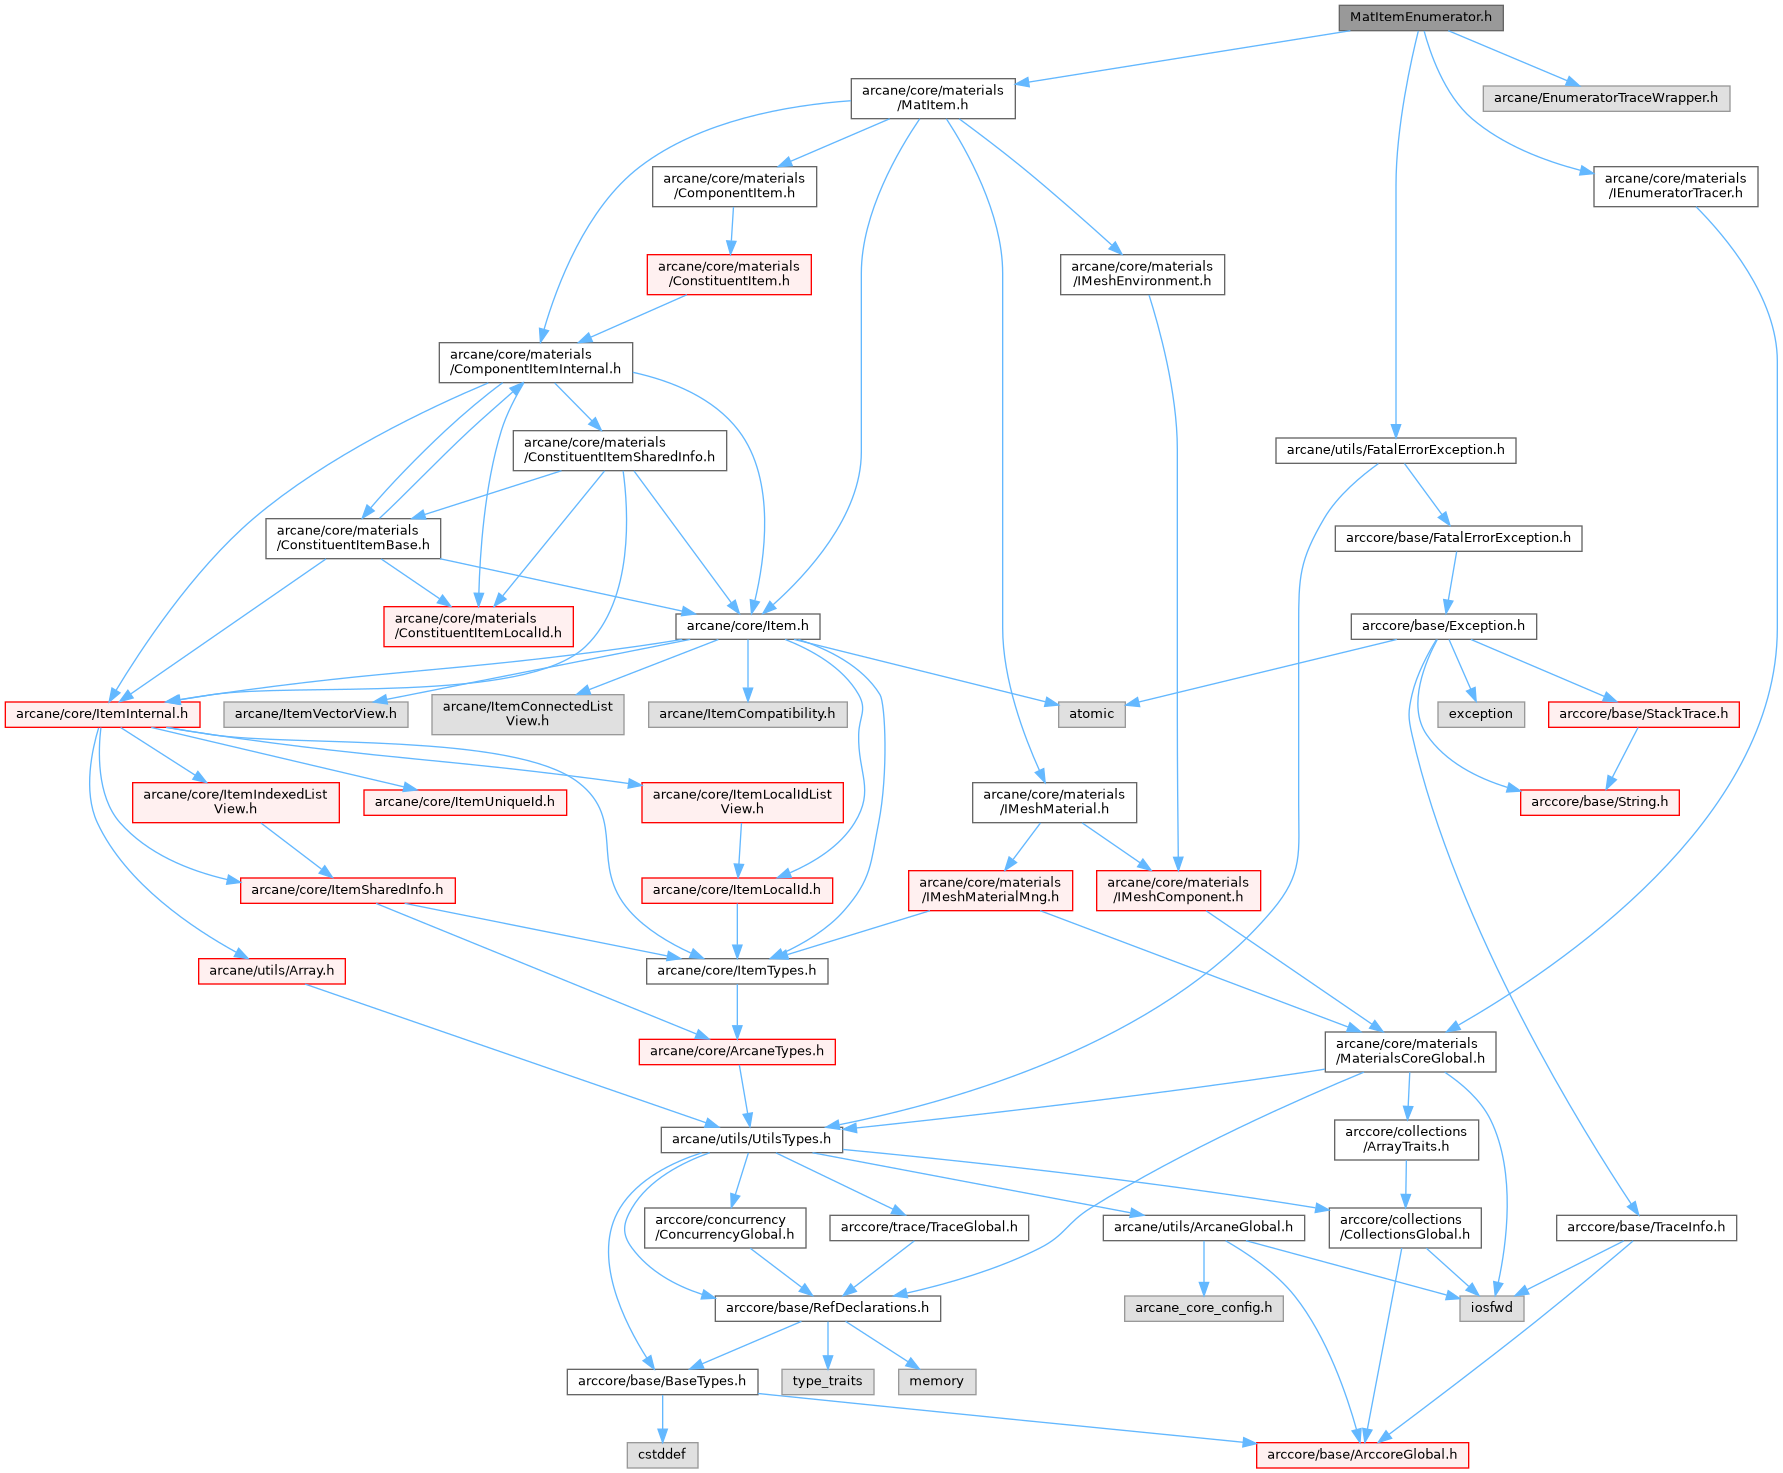 MatItemEnumerator.h
arcane/core/materials
/MatItem.h
arcane/EnumeratorTraceWrapper.h
arcane/core/materials
/ComponentItem.h
arcane/core/materials
/IEnumeratorTracer.h
arcane/core/materials
/ConstituentItem.h
arcane/core/materials
/IMeshEnvironment.h
arcane/core/materials
/ComponentItemInternal.h
arcane/core/materials
/ConstituentItemSharedInfo.h
arcane/utils/FatalErrorException.h
arcane/core/materials
/ConstituentItemBase.h
arccore/base/FatalErrorException.h
arcane/core/materials
/ConstituentItemLocalId.h
arcane/core/Item.h
arccore/base/Exception.h
arcane/core/ItemInternal.h
arcane/ItemVectorView.h
arcane/ItemConnectedList
View.h
arcane/ItemCompatibility.h
atomic
exception
arccore/base/StackTrace.h
arcane/core/ItemIndexedList
View.h
arcane/core/ItemUniqueId.h
arcane/core/ItemLocalIdList
View.h
arcane/core/materials
/IMeshMaterial.h
arccore/base/String.h
arcane/core/ItemSharedInfo.h
arcane/core/ItemLocalId.h
arcane/core/materials
/IMeshMaterialMng.h
arcane/core/materials
/IMeshComponent.h
arcane/utils/Array.h
arcane/core/ItemTypes.h
arcane/core/ArcaneTypes.h
arcane/core/materials
/MaterialsCoreGlobal.h
arcane/utils/UtilsTypes.h
arccore/collections
/ArrayTraits.h
arccore/concurrency
/ConcurrencyGlobal.h
arccore/trace/TraceGlobal.h
arcane/utils/ArcaneGlobal.h
arccore/collections
/CollectionsGlobal.h
arccore/base/TraceInfo.h
arccore/base/RefDeclarations.h
arcane_core_config.h
iosfwd
arccore/base/BaseTypes.h
type_traits
memory
cstddef
arccore/base/ArccoreGlobal.h